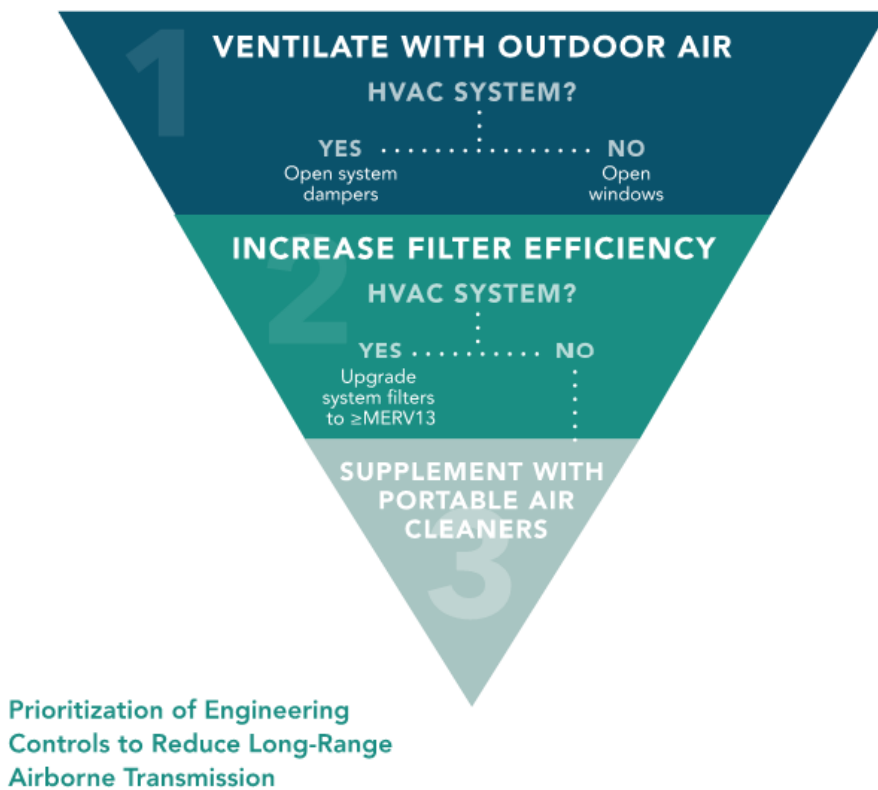 1
VENTILATE WITH OUTDOOR AIR
HVAC SYSTEM?
YES NO
Open system Open
dampers windows
2
INCREASE FILTER EFFICIENCY
HVAC SYSTEM?
YES NO
Upgrade
system filters
to ≥MERV13
SUPPLEMENT WITH
PORTABLE AIR
CLEANERS
3
Prioritization of Engineering
Controls to Reduce Long-Range
Airborne Transmission